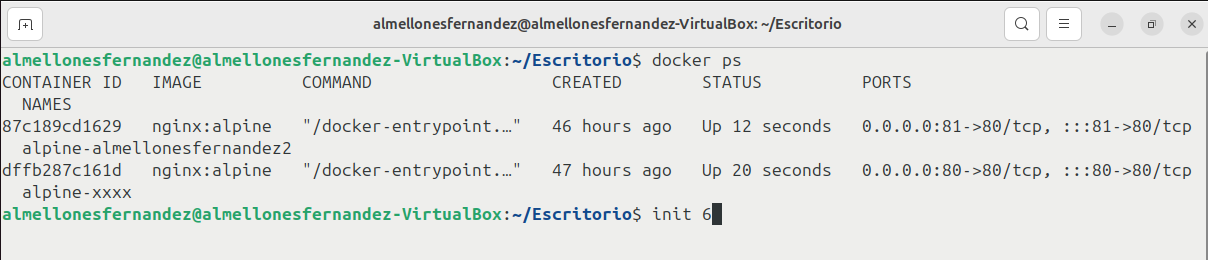 almellonesfernandez@almellonesfernandez-VirtualBox: ~/Escritorio
almellonesfernandez@almellonesfernandez-VirtualBox:~/Escritorio$ docker ps
CONTAINER ID   IMAGE          COMMAND                  CREATED        STATUS          PORTS
  NAMES
87c189cd1629   nginx:alpine   "/docker-entrypoint.…"   46 hours ago   Up 12 seconds   0.0.0.0:81->80/tcp, :::81->80/tcp
  alpine-almellonesfernandez2
dffb287c161d   nginx:alpine   "/docker-entrypoint.…"   47 hours ago   Up 20 seconds   0.0.0.0:80->80/tcp, :::80->80/tcp
  alpine-xxxx
almellonesfernandez@almellonesfernandez-VirtualBox:~/Escritorio$ init 6